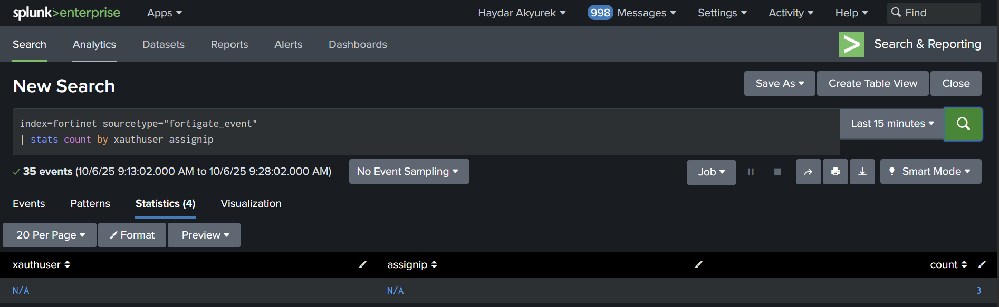 splunk>enterprise Apps Haydar Akyurek 998 Messages Settings Activity Help Find
Search Analytics Datasets Reports Alerts Dashboards Search & Reporting
New Search Save As Create Table View Close
index=fortinet sourcetype="fortigate_event" Last 15 minutes
| stats count by xauthuser assignip
35 events (10/6/25 9:13:02.000 AM to 10/6/25 9:28:02.000 AM) No Event Sampling Job Smart Mode
Events Patterns Statistics (4) Visualization
20 Per Page Format Preview
xauthuser assignip count
N/A N/A 3